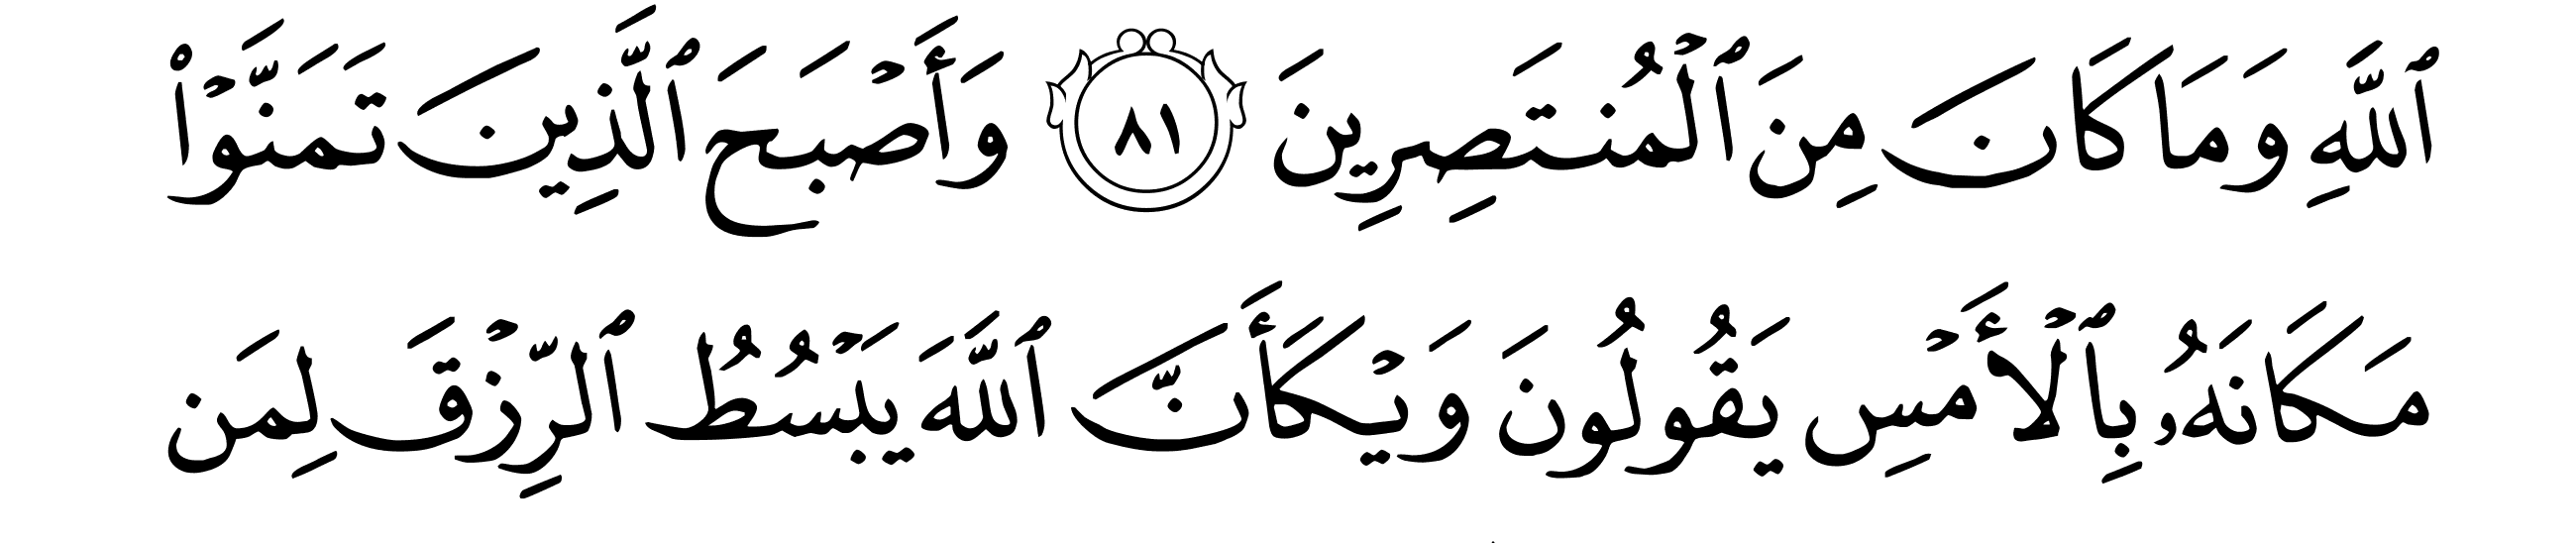 ٱللَّهِ وَمَا كَانَ مِنَ ٱلۡمُنتَصِرِينَ ٨١ وَأَصۡبَحَ ٱلَّذِينَ تَمَنَّوۡاْ
مَكَانَهُۥ بِٱلۡأَمۡسِ يَقُولُونَ وَيۡكَأَنَّ ٱللَّهَ يَبۡسُطُ ٱلرِّزۡقَ لِمَن